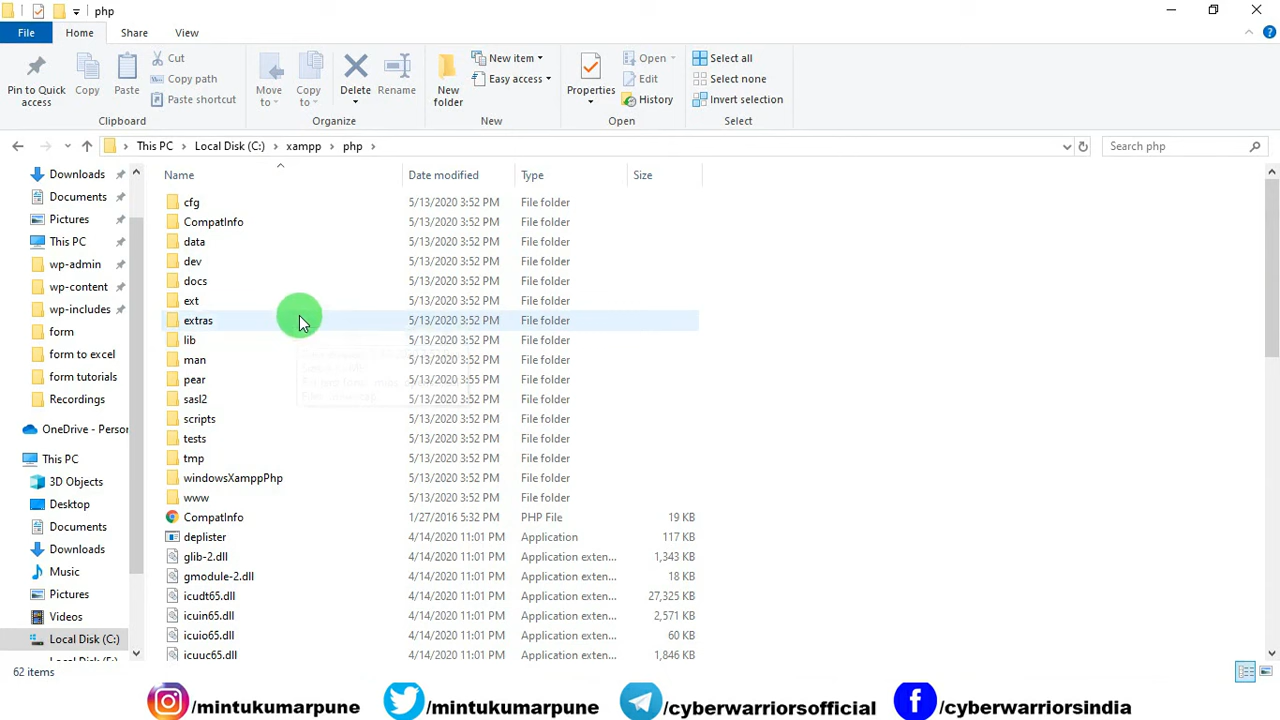 php
File Home Share View
Pin to Quick access
Copy
Paste
Cut
Copy path
Paste shortcut
Clipboard
Move to
Copy to
Delete
Rename
Organize
New folder
New item
Easy access
New
Properties
Open
Edit
History
Open
Select all
Select none
Invert selection
Select
This PC > Local Disk (C:) > xampp > php >
Search php
Downloads
Documents
Pictures
This PC
wp-admin
wp-content
wp-includes
form
form to excel
form tutorials
Recordings
OneDrive - Person
This PC
3D Objects
Desktop
Documents
Downloads
Music
Pictures
Videos
Local Disk (C:)
Name Date modified Type Size
cfg 5/13/2020 3:52 PM File folder
CompatInfo 5/13/2020 3:52 PM File folder
data 5/13/2020 3:52 PM File folder
dev 5/13/2020 3:52 PM File folder
docs 5/13/2020 3:52 PM File folder
ext 5/13/2020 3:52 PM File folder
extras 5/13/2020 3:52 PM File folder
lib 5/13/2020 3:52 PM File folder
man 5/13/2020 3:52 PM File folder
pear 5/13/2020 3:55 PM File folder
sasl2 5/13/2020 3:52 PM File folder
scripts 5/13/2020 3:52 PM File folder
tests 5/13/2020 3:52 PM File folder
tmp 5/13/2020 3:52 PM File folder
windowsXamppPhp 5/13/2020 3:52 PM File folder
www 5/13/2020 3:52 PM File folder
CompatInfo 1/27/2016 5:32 PM PHP File 19 KB
deplister 4/14/2020 11:01 PM Application 117 KB
glib-2.dll 4/14/2020 11:01 PM Application exten... 1,343 KB
gmodule-2.dll 4/14/2020 11:01 PM Application exten... 18 KB
icudt65.dll 4/14/2020 11:01 PM Application exten... 27,325 KB
icuin65.dll 4/14/2020 11:01 PM Application exten... 2,571 KB
icuio65.dll 4/14/2020 11:01 PM Application exten... 60 KB
icuuc65.dll 4/14/2020 11:01 PM Application exten... 1,846 KB
62 items
/mintukumarpune /mintukumarpune /cyberwarriorsofficial /cyberwarriorsindia